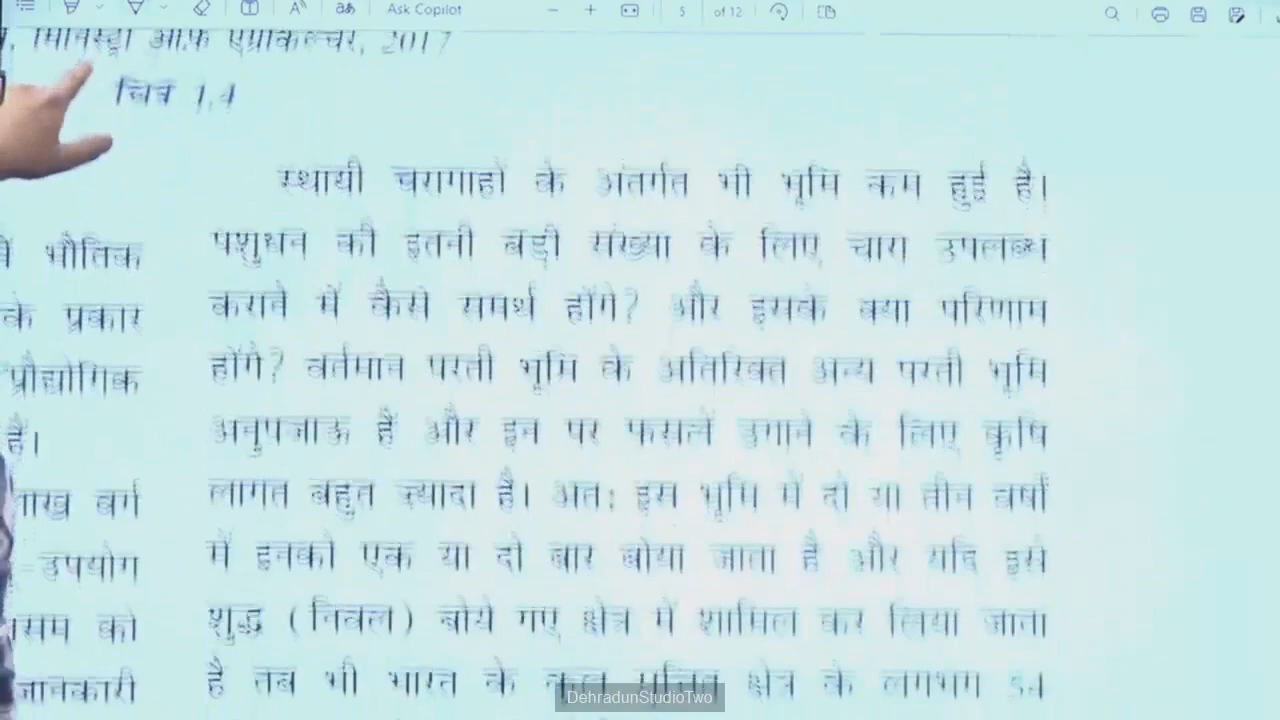 Ask Copilot
5 of 12
मिनिस्ट्री ऑफ़ एग्रीकल्चर, 2017
चित्र 1.4
स्थायी चरागाहों के अंतर्गत भी भूमि कम हुई है।
पशुधन की इतनी बड़ी संख्या के लिए चारा उपलब्ध
कराने में कैसे समर्थ होंगे? और इसके क्या परिणाम
होंगे? वर्तमान परती भूमि के अतिरिक्त अन्य परती भूमि
अनुपजाऊ हैं और इन पर फसलें उगाने के लिए कृषि
लागत बहुत ज़्यादा है। अतः इस भूमि में दो या तीन वर्षों
में इनको एक या दो बार बोया जाता है और यदि इसे
शुद्ध (निवल) बोये गए क्षेत्र में शामिल कर लिया जाता
है तब भी भारत के कुल सूचित क्षेत्र के लगभग 54
भौतिक
के प्रकार
प्रौद्योगिक
हैं।
लाख वर्ग
उपयोग
को
जानकारी
DehradunStudioTwo